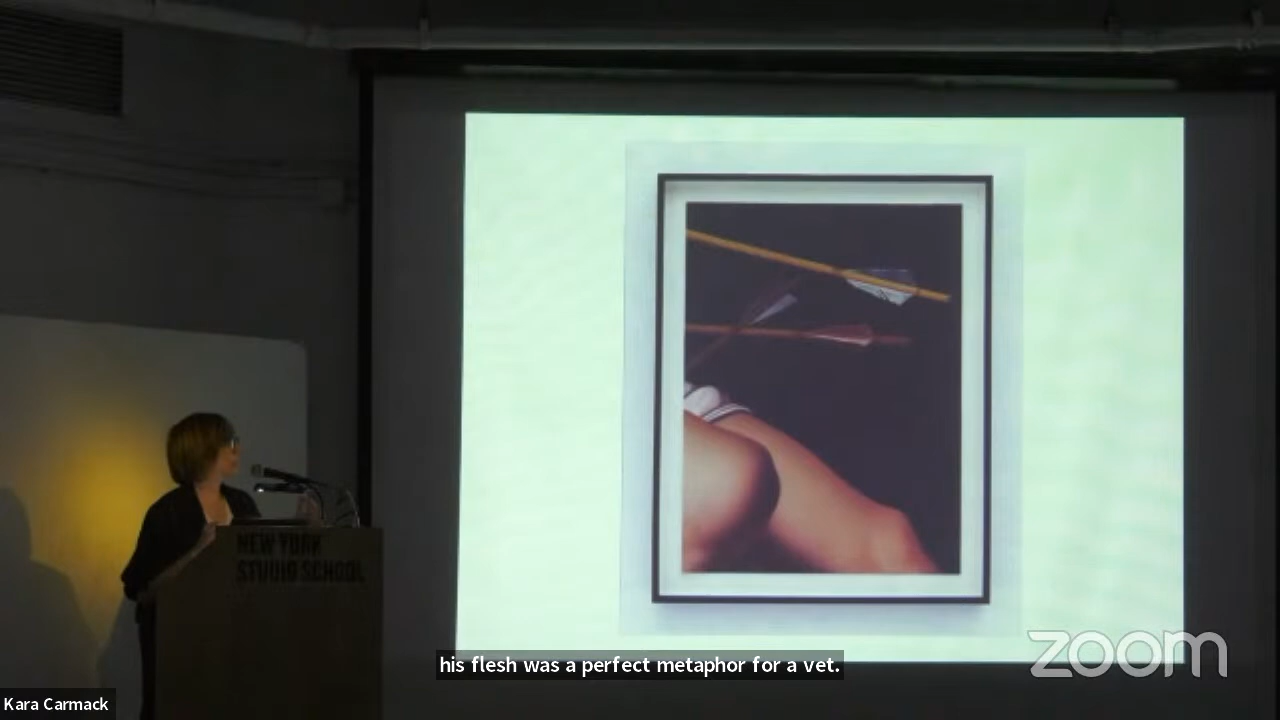 NEW YORK
STUDIO SCHOOL
his flesh was a perfect metaphor for a vet.
zoom
Kara Carmack